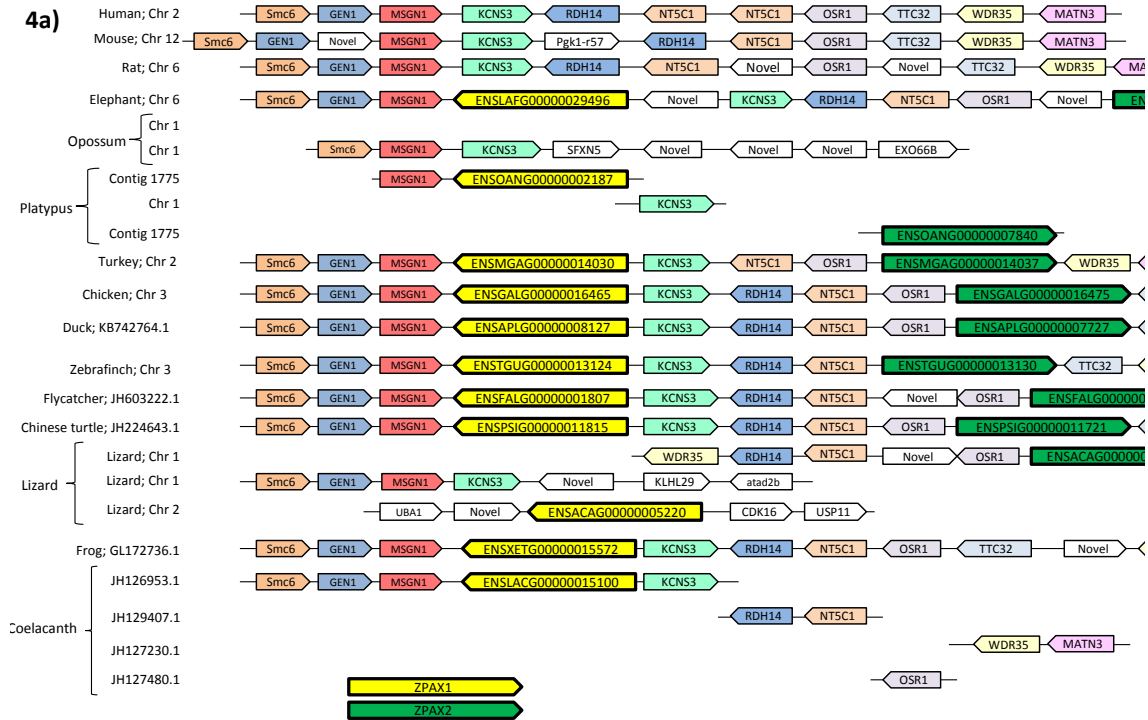 4a)
Human; Chr 2 Smc6 GEN1 MSGN1 KCNS3 RDH14 NT5C1 NT5C1 OSR1 TTC32 WDR35 MATN3
Mouse; Chr 12 Smc6 GEN1 Novel MSGN1 KCNS3 Pgk1-r57 RDH14 NT5C1 OSR1 TTC32 WDR35 MATN3
Rat; Chr 6 Smc6 GEN1 MSGN1 KCNS3 RDH14 NT5C1 Novel OSR1 Novel TTC32 WDR35 MA
Elephant; Chr 6 Smc6 GEN1 MSGN1 ENSLAFG00000029496 Novel KCNS3 RDH14 NT5C1 OSR1 Novel EN
Opossum
Chr 1
Chr 1 Smc6 MSGN1 KCNS3 SFXN5 Novel Novel Novel EXO66B
Platypus
Contig 1775 MSGN1 ENSOANG00000002187
Chr 1 KCNS3
Contig 1775 ENSOANG00000007840
Turkey; Chr 2 Smc6 GEN1 MSGN1 ENSMGAG00000014030 KCNS3 NT5C1 OSR1 ENSMGAG00000014037 WDR35
Chicken; Chr 3 Smc6 GEN1 MSGN1 ENSGALG00000016465 KCNS3 RDH14 NT5C1 OSR1 ENSGALG00000016475
Duck; KB742764.1 Smc6 GEN1 MSGN1 ENSAPLG00000008127 KCNS3 RDH14 NT5C1 OSR1 ENSAPLG00000007727
Zebrafinch; Chr 3 Smc6 GEN1 MSGN1 ENSTGUG00000013124 KCNS3 RDH14 NT5C1 ENSTGUG00000013130 TTC32
Flycatcher; JH603222.1 Smc6 GEN1 MSGN1 ENSFALG00000001807 KCNS3 RDH14 NT5C1 Novel OSR1 ENSFALG000000
Chinese turtle; JH224643.1 Smc6 GEN1 MSGN1 ENSPSIG00000011815 KCNS3 RDH14 NT5C1 OSR1 ENSPSIG00000011721
Lizard
Lizard; Chr 1 WDR35 RDH14 NT5C1 Novel OSR1 ENSACAG000000
Lizard; Chr 1 Smc6 GEN1 MSGN1 KCNS3 Novel KLHL29 atad2b
Lizard; Chr 2 UBA1 Novel ENSACAG00000005220 CDK16 USP11
Frog; GL172736.1 Smc6 GEN1 MSGN1 ENSXETG00000015572 KCNS3 RDH14 NT5C1 OSR1 TTC32 Novel
Coelacanth
JH126953.1 Smc6 GEN1 MSGN1 ENSLACG00000015100 KCNS3
JH129407.1 RDH14 NT5C1
JH127230.1 WDR35 MATN3
JH127480.1 OSR1
ZPAX1
ZPAX2